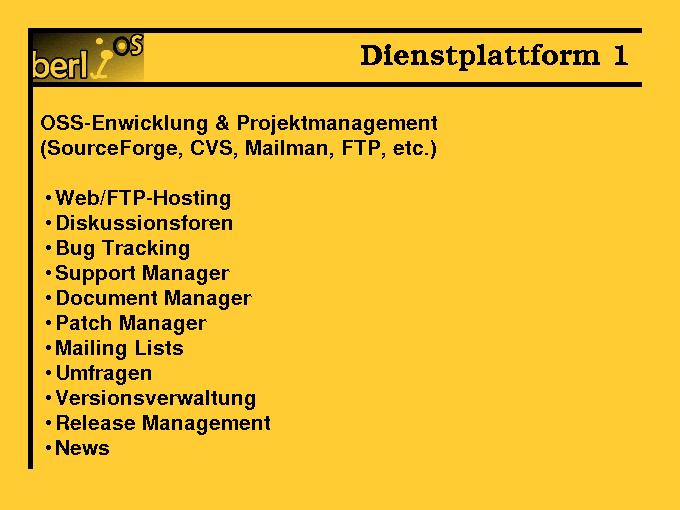 berliOS
Dienstplattform 1
OSS-Enwicklung & Projektmanagement
(SourceForge, CVS, Mailman, FTP, etc.)
•Web/FTP-Hosting
•Diskussionsforen
•Bug Tracking
•Support Manager
•Document Manager
•Patch Manager
•Mailing Lists
•Umfragen
•Versionsverwaltung
•Release Management
•News